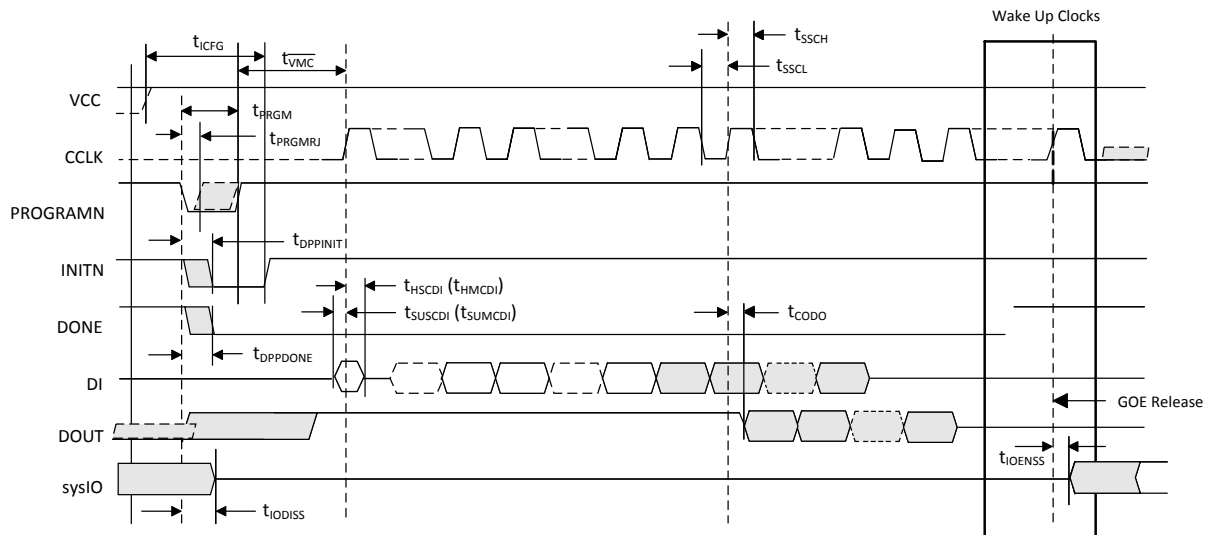 Wake Up Clocks
tICFG
tVMC
tSSCH
tSSCL
VCC
tPRGM
tPRGMRJ
CCLK
PROGRAMN
tDPPINIT
INITN
tHSCDI (tHMCDI)
tSUSCDI (tSUMCDI)
tCODO
DONE
tDPPDONE
DI
GOE Release
DOUT
tIOENSS
sysIO
tIODISS